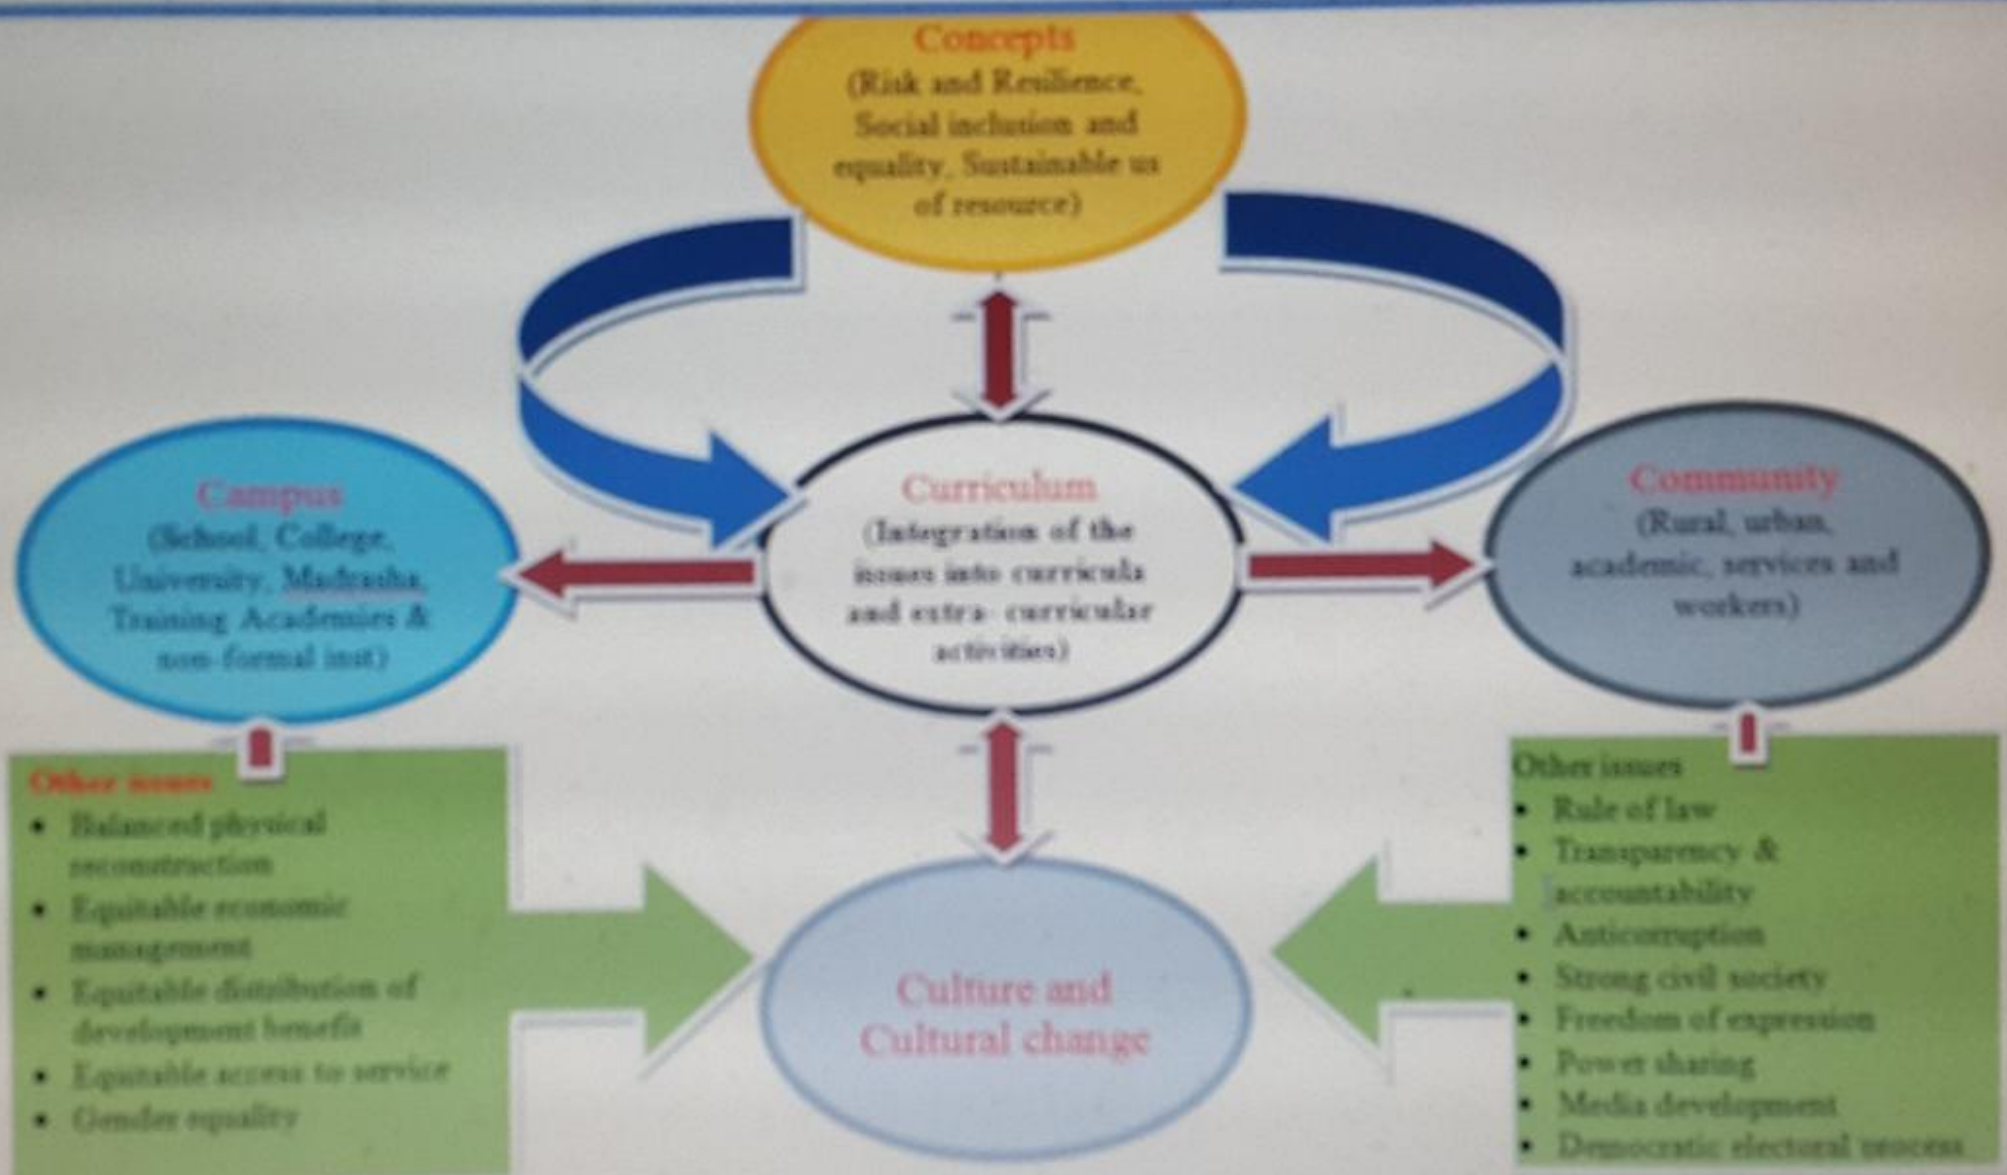 Concepts
(Risk and Resilience,
Social inclusion and
equality, Sustainable us
of resource)
Campus
(School, College,
University, Madrasha,
Training Academies &
non-formal inst)
Curriculum
(Integration of the
issues into curricula
and extra- curricular
activities)
Community
(Rural, urban,
academic, services and
workers)
Other issues
• Balanced physical
reconstruction
• Equitable economic
management
• Equitable distribution of
development benefit
• Equitable access to service
• Gender equality
Culture and
Cultural change
Other issues
• Rule of law
• Transparency &
accountability
• Anticorruption
• Strong civil society
• Freedom of expression
• Power sharing
• Media development
• Democratic electoral process